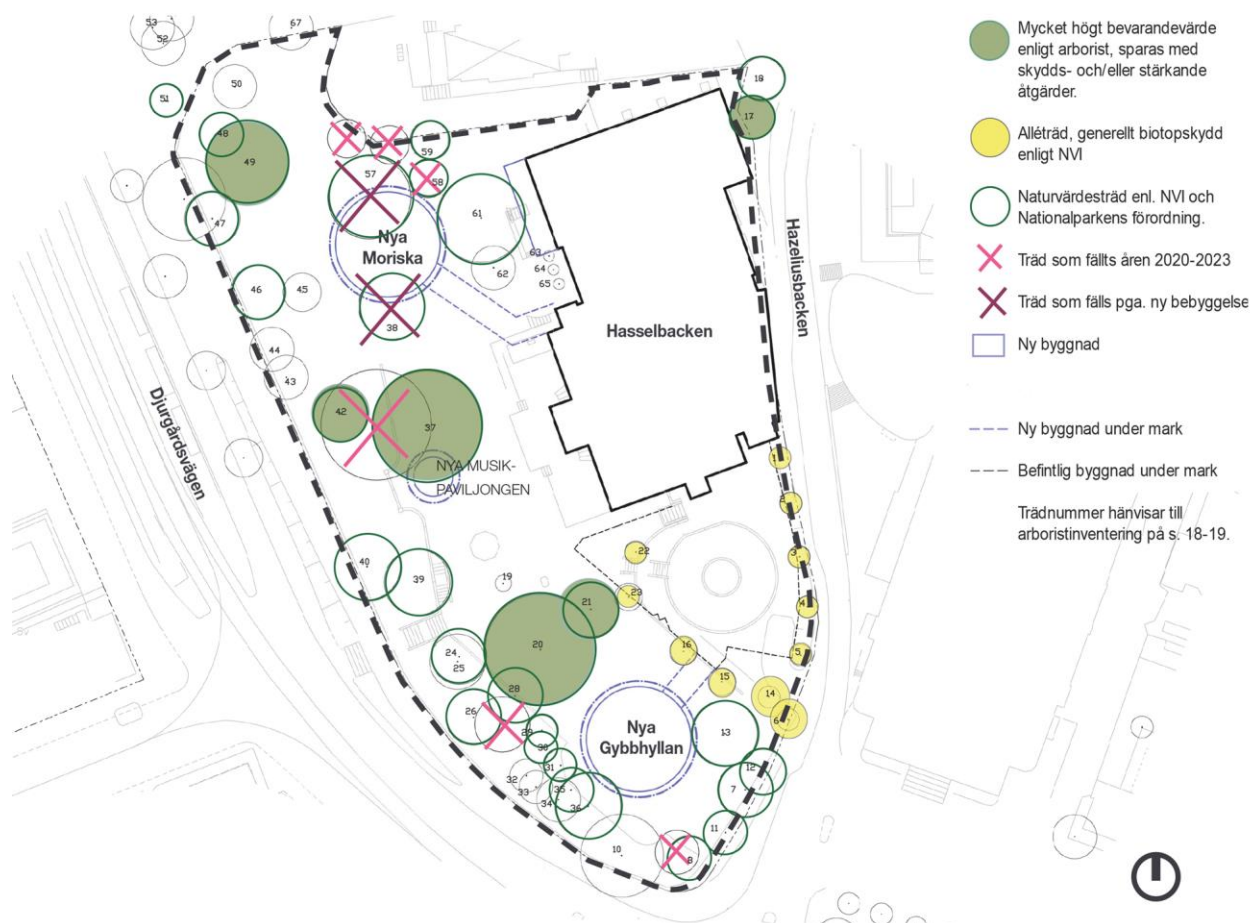 53
52
67
51
50
48
49
47
57
59
58
61
62
63
64
65
46
45
44
43
38
42
37
40
39
19
22
23
21
20
24
25
26
28
29
30
31
32
33
34
35
36
10
8
11
7
12
13
14
6
15
16
5
4
3
2
1
17
18
Nya
Moriska
Hasselbacken
Hazeliusbacken
Djurgårdsvägen
NYA MUSIK-
PAVILJONGEN
Nya
Gybbhyllan
Mycket högt bevarandevärde
enligt arborist, sparas med
skydds- och/eller stärkande
åtgärder.
Alléträd, generellt biotopskydd
enligt NVI
Naturvärdesträd enl. NVI och
Nationalparkens förordning.
Träd som fällts åren 2020-2023
Träd som fälls pga. ny bebyggelse
Ny byggnad
Ny byggnad under mark
Befintlig byggnad under mark
Trädnummer hänvisar till
arboristinventering på s. 18-19.